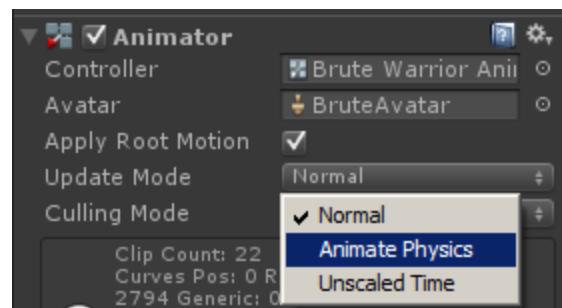 Animator
Controller Brute Warrior Ani
Avatar BruteAvatar
Apply Root Motion
Update Mode Normal
Culling Mode
Normal
Animate Physics
Unscaled Time
Clip Count: 22
Curves Pos: 0 R
2794 Generic: 0